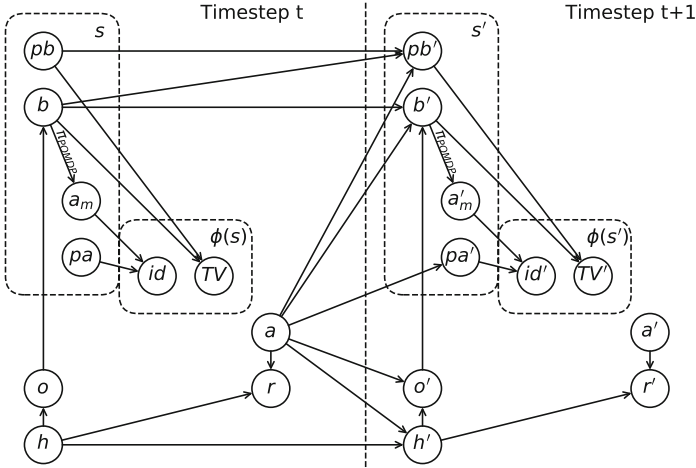 Timestep t
Timestep t+1
s
s′
pb
pb′
b
b′
π_POMDP
π_POMDP
a_m
a′_m
ϕ(s)
ϕ(s′)
pa
id
TV
pa′
id′
TV′
a
a′
o
r
o′
r′
h
h′